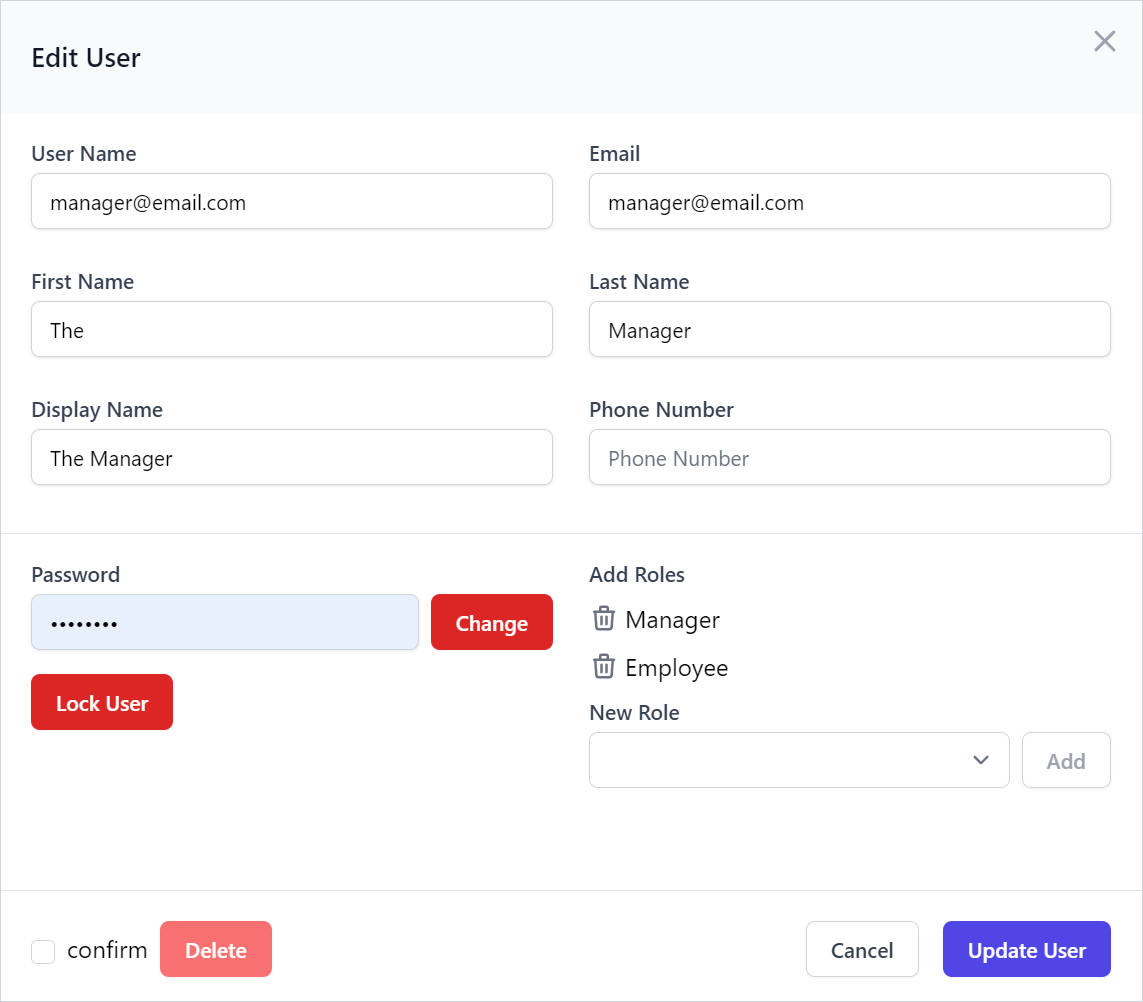 Edit User
User Name
Email
manager@email.com
manager@email.com
First Name
Last Name
The
Manager
Display Name
Phone Number
The Manager
Phone Number
Password
Add Roles
••••••••
Change
Manager
Employee
Lock User
New Role
Add
confirm
Delete
Cancel
Update User